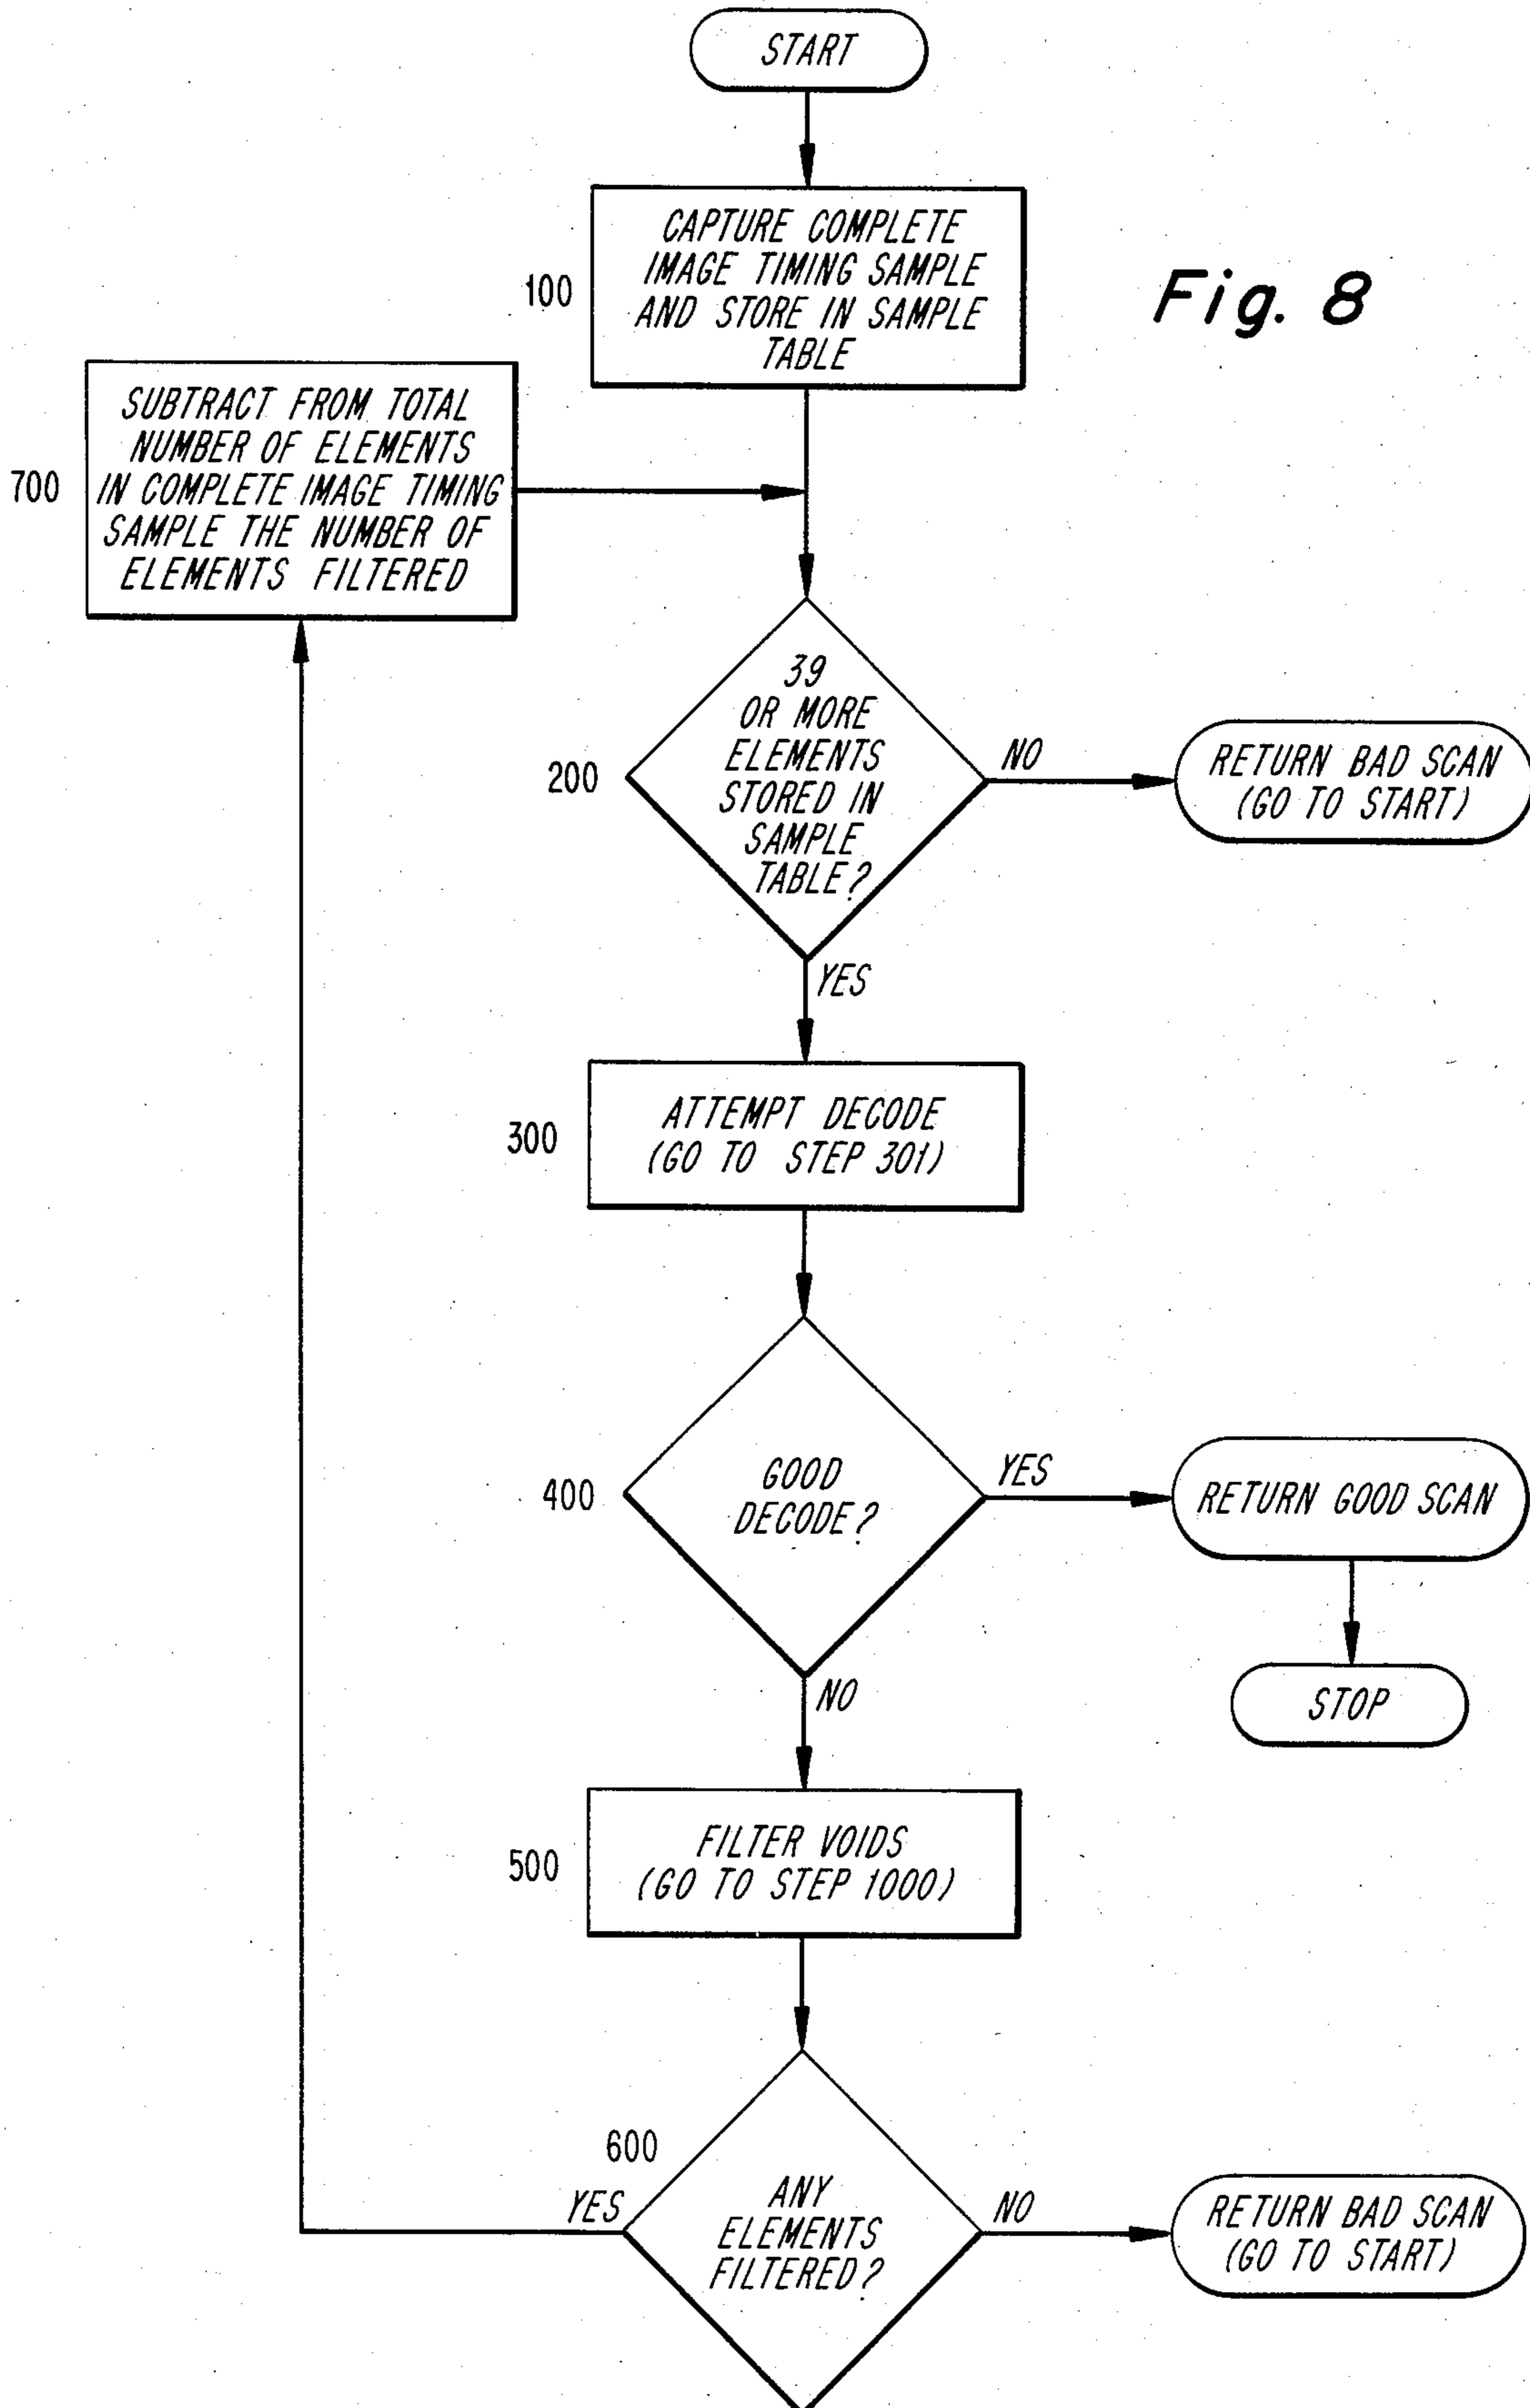 START
CAPTURE COMPLETE
IMAGE TIMING SAMPLE
AND STORE IN SAMPLE
TABLE
100
Fig. 8
SUBTRACT FROM TOTAL
NUMBER OF ELEMENTS
IN COMPLETE IMAGE TIMING
SAMPLE THE NUMBER OF
ELEMENTS FILTERED
700
39
OR MORE
ELEMENTS
STORED IN
SAMPLE
TABLE?
200
NO
RETURN BAD SCAN
(GO TO START)
YES
ATTEMPT DECODE
(GO TO STEP 301)
300
GOOD
DECODE?
400
YES
RETURN GOOD SCAN
STOP
NO
FILTER VOIDS
(GO TO STEP 1000)
500
600
YES
ANY
ELEMENTS
FILTERED?
NO
RETURN BAD SCAN
(GO TO START)